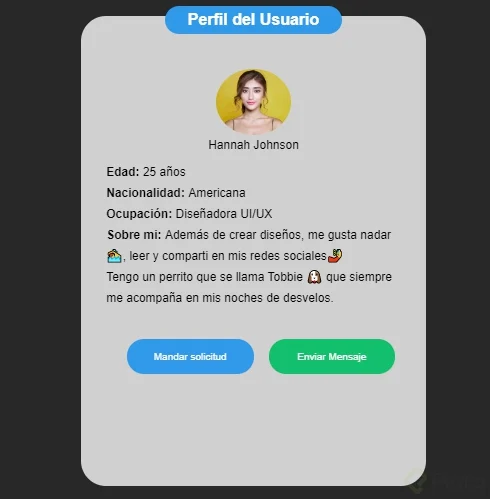 Perfil del Usuario
Hannah Johnson
Edad: 25 años
Nacionalidad: Americana
Ocupación: Diseñadora UI/UX
Sobre mi: Además de crear diseños, me gusta nadar
🏊, leer y comparti en mis redes sociales🤳
Tengo un perrito que se llama Tobbie 🐶 que siempre
me acompaña en mis noches de desvelos.
Mandar solicitud Enviar Mensaje